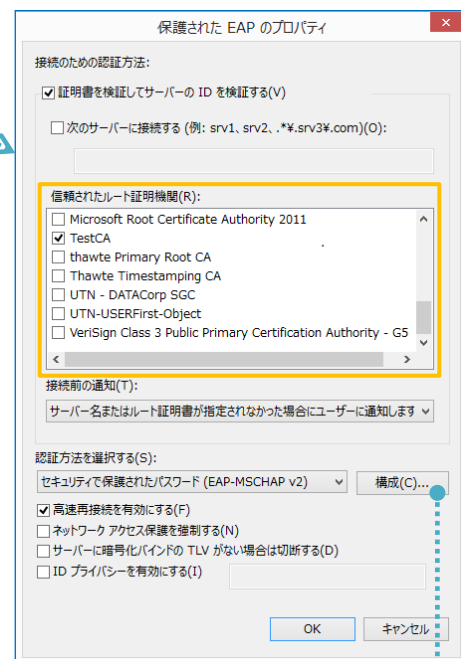 保護された EAP のプロパティ
×
接続のための認証方法:
証明書を検証してサーバーの ID を検証する(V)
次のサーバーに接続する (例: srv1、srv2、.*¥.srv3¥.com)(O):
信頼されたルート証明機関(R):
Microsoft Root Certificate Authority 2011
TestCA
thawte Primary Root CA
Thawte Timestamping CA
UTN - DATACorp SGC
UTN-USERFirst-Object
VeriSign Class 3 Public Primary Certification Authority - G5
接続前の通知(T):
サーバー名またはルート証明書が指定されなかった場合にユーザーに通知します
認証方法を選択する(S):
セキュリティで保護されたパスワード (EAP-MSCHAP v2)
構成(C)...
高速再接続を有効にする(F)
ネットワーク アクセス保護を強制する(N)
サーバーに暗号化バインドの TLV がない場合は切断する(D)
ID プライバシーを有効にする(I)
OK
キャンセル